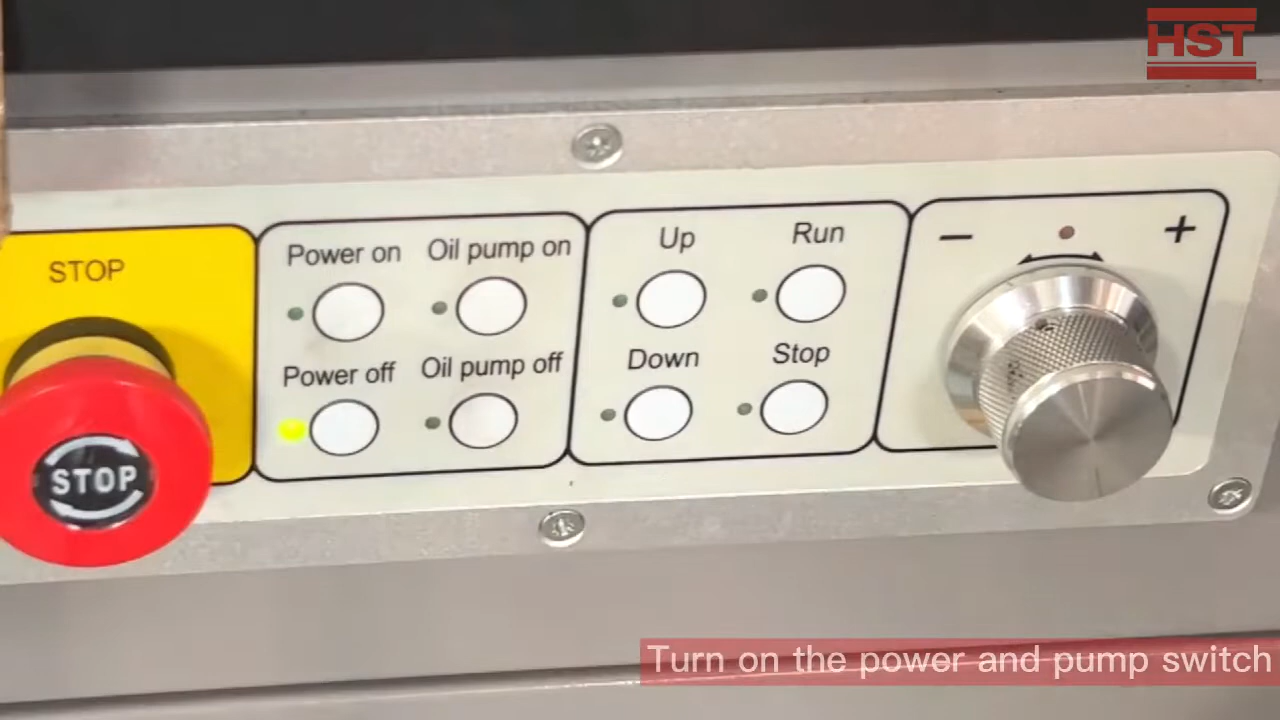 HST
STOP
STOP
Power on
Oil pump on
Power off
Oil pump off
Up
Run
Down
Stop
-
+
Turn on the power and pump switch